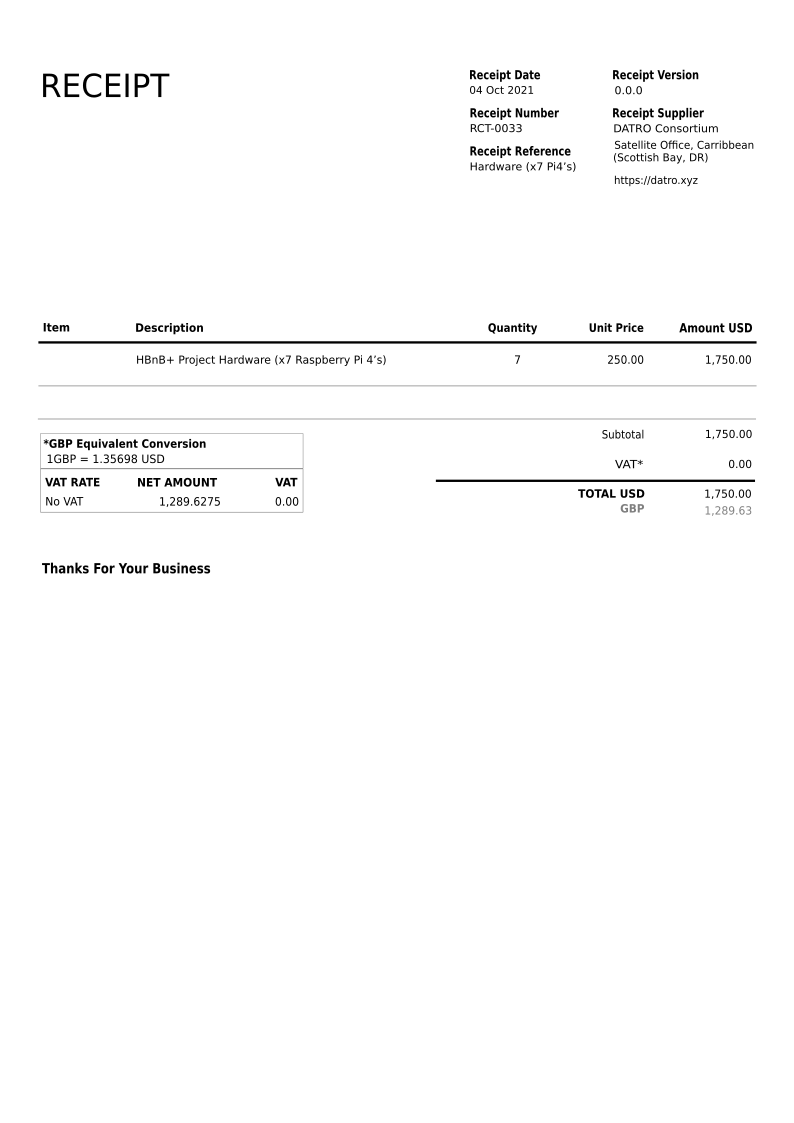 RECEIPT
Receipt Date
04 Oct 2021
Receipt Number
RCT-0033
Receipt Reference
Hardware (x7 Pi4’s)
Receipt Version
0.0.0
Receipt Supplier
DATRO Consortium
Satellite Office, Carribbean
(Scottish Bay, DR)
https://datro.xyz
Item Description Quantity Unit Price Amount USD
HBnB+ Project Hardware (x7 Raspberry Pi 4’s) 7 250.00 1,750.00
*GBP Equivalent Conversion
1GBP = 1.35698 USD
VAT RATE NET AMOUNT VAT
No VAT 1,289.6275 0.00
Subtotal 1,750.00
VAT* 0.00
TOTAL USD 1,750.00
GBP 1,289.63
Thanks For Your Business